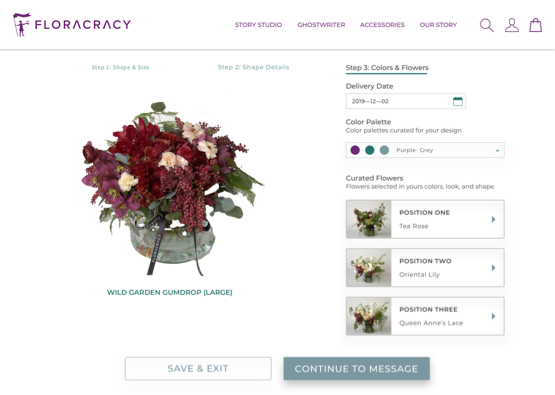 FLORACRACY
STORY STUDIO
GHOSTWRITER
ACCESSORIES
OUR STORY
Step 1: Shape & Size
Step 2: Shape Details
Step 3: Colors & Flowers
Delivery Date
2019—12—02
Color Palette
Color palettes curated for your design
Purple- Grey
Curated Flowers
Flowers selected in yours colors, look, and shape
POSITION ONE
Tea Rose
POSITION TWO
Oriental Lily
POSITION THREE
Queen Anne's Lace
WILD GARDEN GUMDROP (LARGE)
SAVE & EXIT
CONTINUE TO MESSAGE